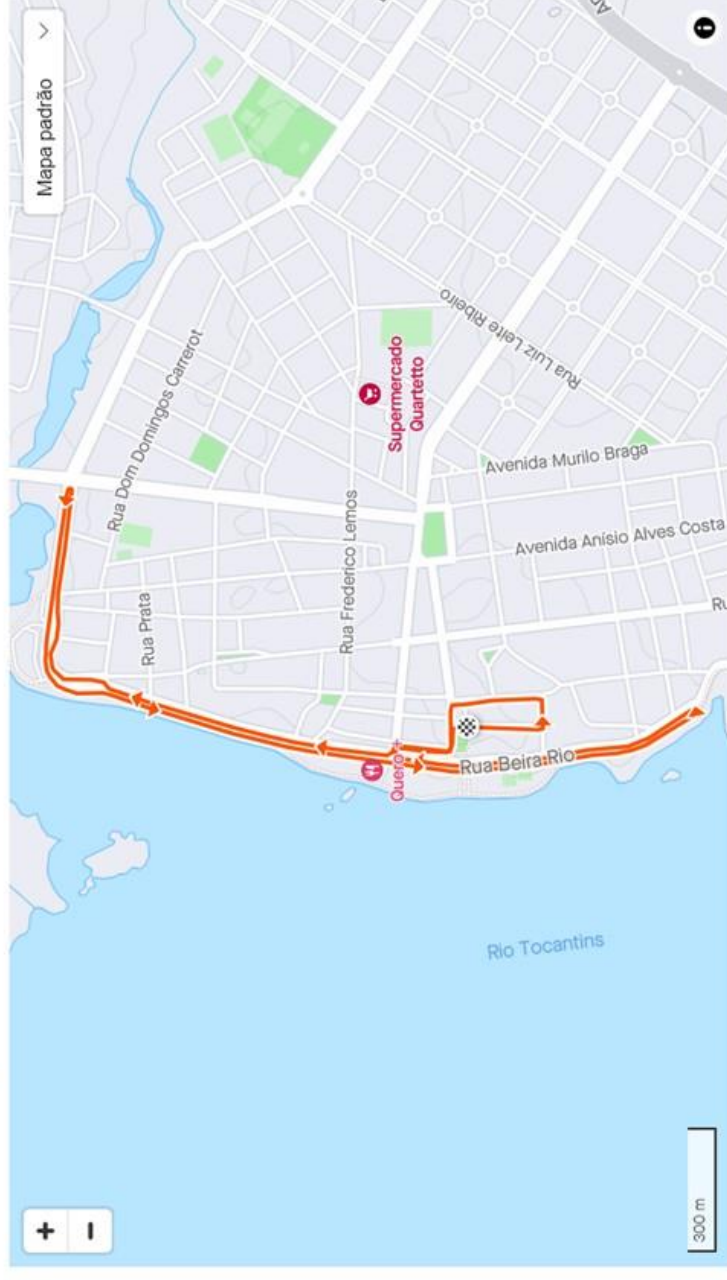 Mapa padrão
Rua Dom Domingos Carrerot
Rua Prata
Rua Frederico Lemos
Supermercado
Quartetto
Rua Luiz Leite Ribeiro
Avenida Murilo Braga
Avenida Anísio Alves Costa
Quero +
Rua Beira Rio
Rio Tocantins
300 m